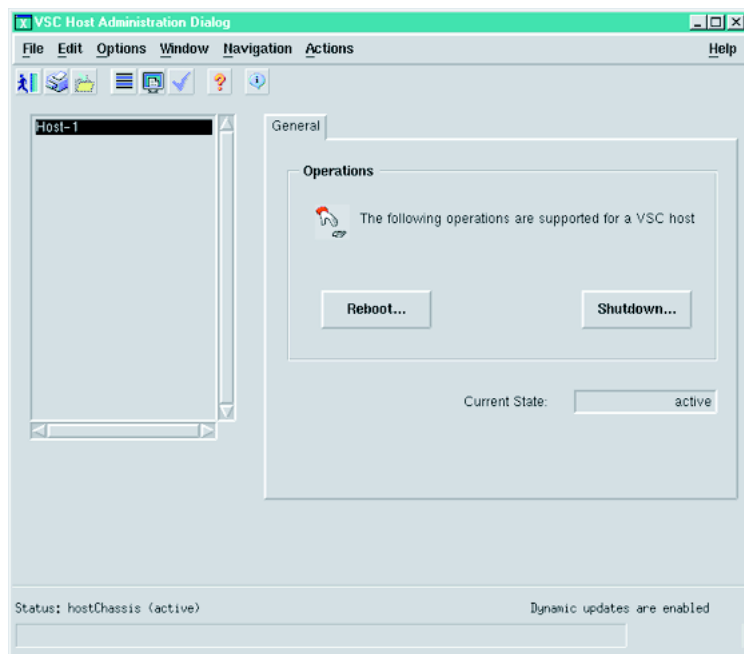 VSC Host Administration Dialog
File Edit Options Window Navigation Actions Help
Host-1
General
Operations
The following operations are supported for a VSC host
Reboot...
Shutdown...
Current State: active
Status: hostChassis (active)
Dynamic updates are enabled